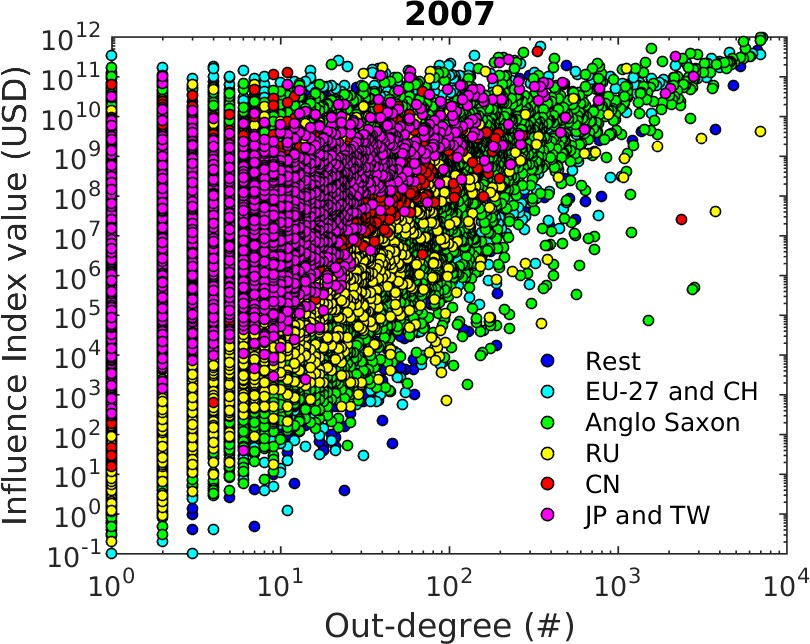 2007
Influence Index value (USD)
10^12
10^11
10^10
10^9
10^8
10^7
10^6
10^5
10^4
10^3
10^2
10^1
10^0
10^-1
Rest
EU-27 and CH
Anglo Saxon
RU
CN
JP and TW
10^0 10^1 10^2 10^3 10^4
Out-degree (#)